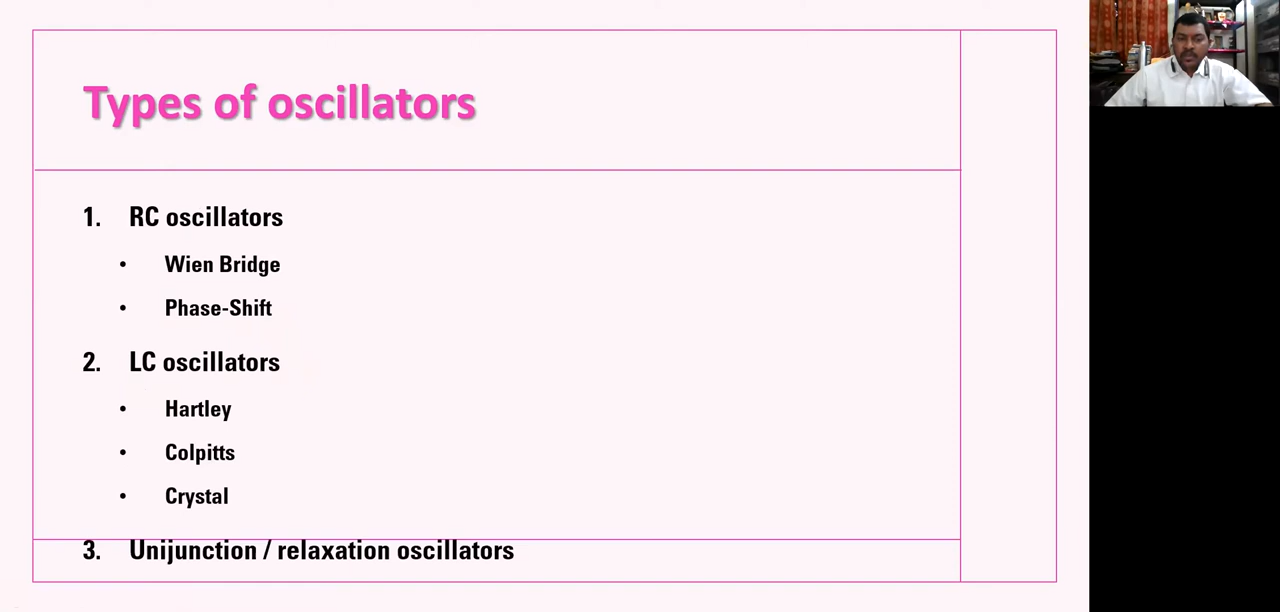 Types of oscillators
1. RC oscillators
• Wien Bridge
• Phase-Shift
2. LC oscillators
• Hartley
• Colpitts
• Crystal
3. Unijunction / relaxation oscillators